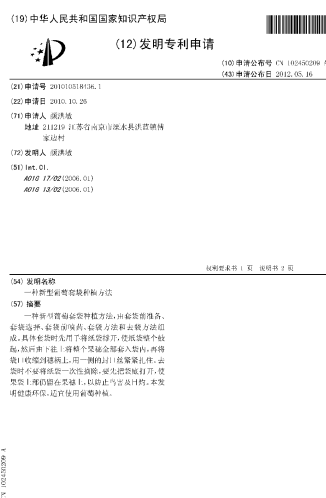 (19)中华人民共和国国家知识产权局
(12)发明专利申请
(10)申请公布号 CN 102450209 A
(43)申请公布日 2012.05.16
(21)申请号 201010518436.1
(22)申请日 2010.10.26
(71)申请人
地址 211219 江苏省南京市溧水县洪蓝镇傅
家边村
(72)发明人
(51)Int.Cl.
A01G 17/02(2006.01)
A01G 13/02(2006.01)
权利要求书 1 页 说明书 2 页
(54)发明名称
一种新型葡萄套袋种植方法
(57)摘要
一种新型葡萄套袋种植方法,由套袋前准备、
套袋选择、套袋前喷药、套袋方法和去袋方法组
成。具体套袋时先用手将纸袋撑开,使纸袋整个鼓
起,然后由下往上将整个果穗全部套入袋内,再将
袋口收缩到穗柄上,用一侧的封口丝紧紧扎住。去
袋时不要将纸袋一次性摘除,要先把袋底打开,使
果袋上部仍留在果穗上,以防止鸟害及日灼。本发
明健康环保,适宜使用葡萄种植。
CN 102450209 A